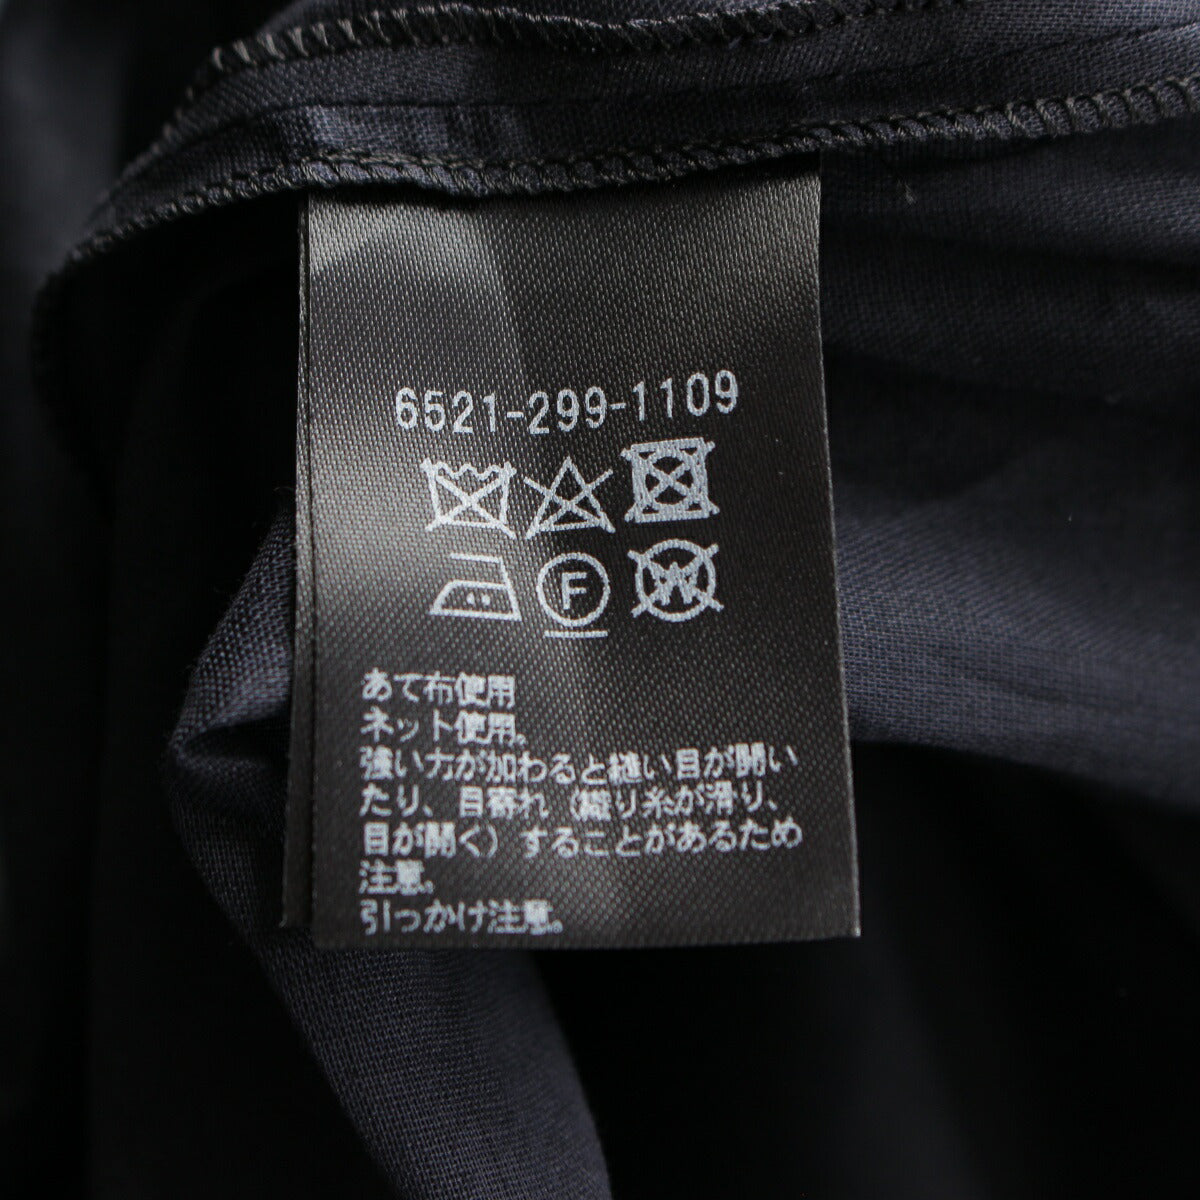 6521-299-1109
F
W
あて布使用
ネット使用。
強い力が加わると縫い目が開い
たり、目寄れ（織り糸が滑り、
目が開く）することがあるため
注意。
引っかけ注意。